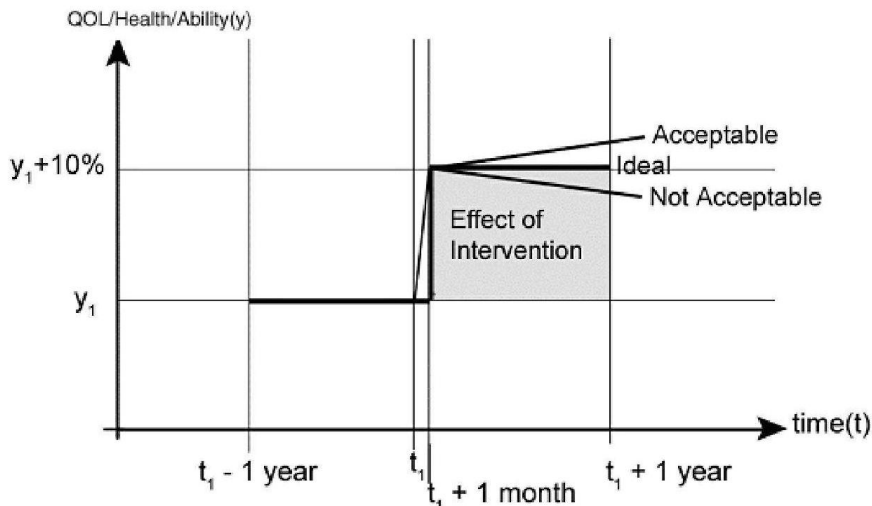 QOL/Health/Ability(y)
Acceptable
y₁+10%
Ideal
Not Acceptable
Effect of
Intervention
y₁
time(t)
t₁ - 1 year
t₁
t₁ + 1 month
t₁ + 1 year